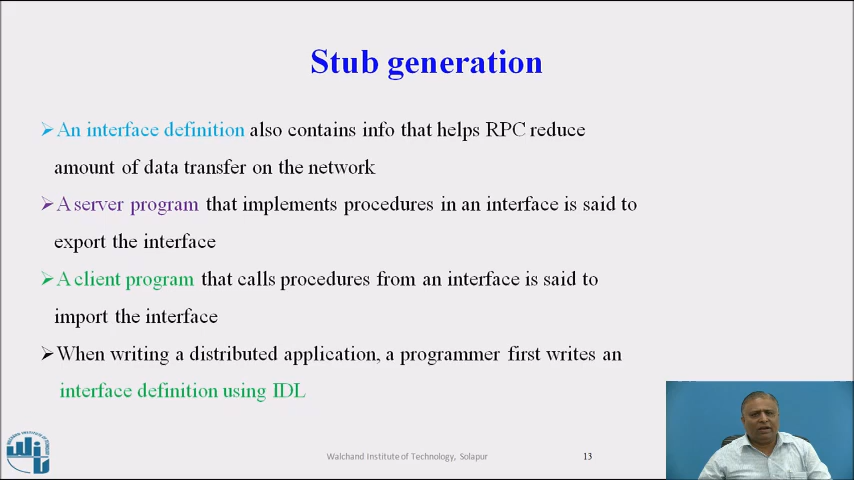 Stub generation
➢An interface definition also contains info that helps RPC reduce
amount of data transfer on the network
➢A server program that implements procedures in an interface is said to
export the interface
➢A client program that calls procedures from an interface is said to
import the interface
➢When writing a distributed application, a programmer first writes an
interface definition using IDL
Walchand Institute of Technology, Solapur
13